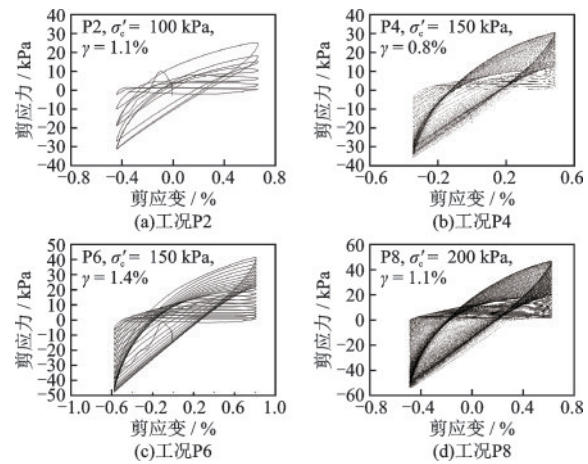 剪应力 / kPa
40
30
20
10
0
−10
−20
−30
−40
P2, σ′c = 100 kPa,
γ = 1.1%
−0.8 −0.4 0.0 0.4 0.8
剪应变 / %
(a)工况P2
剪应力 / kPa
40
30
20
10
0
−10
−20
−30
−40
P4, σ′c = 150 kPa,
γ = 0.8%
−0.6 −0.2 0.2 0.6
剪应变 / %
(b)工况P4
剪应力 / kPa
50
40
30
20
10
0
−10
−20
−30
−40
−50
P6, σ′c = 150 kPa,
γ = 1.4%
−1.0 −0.6 −0.2 0.2 0.6 1.0
剪应变 / %
(c)工况P6
剪应力 / kPa
60
40
20
0
−20
−40
60
P8, σ′c = 200 kPa,
γ = 1.1%
−0.8 −0.4 0.0 0.4 0.8
剪应变 / %
(d)工况P8